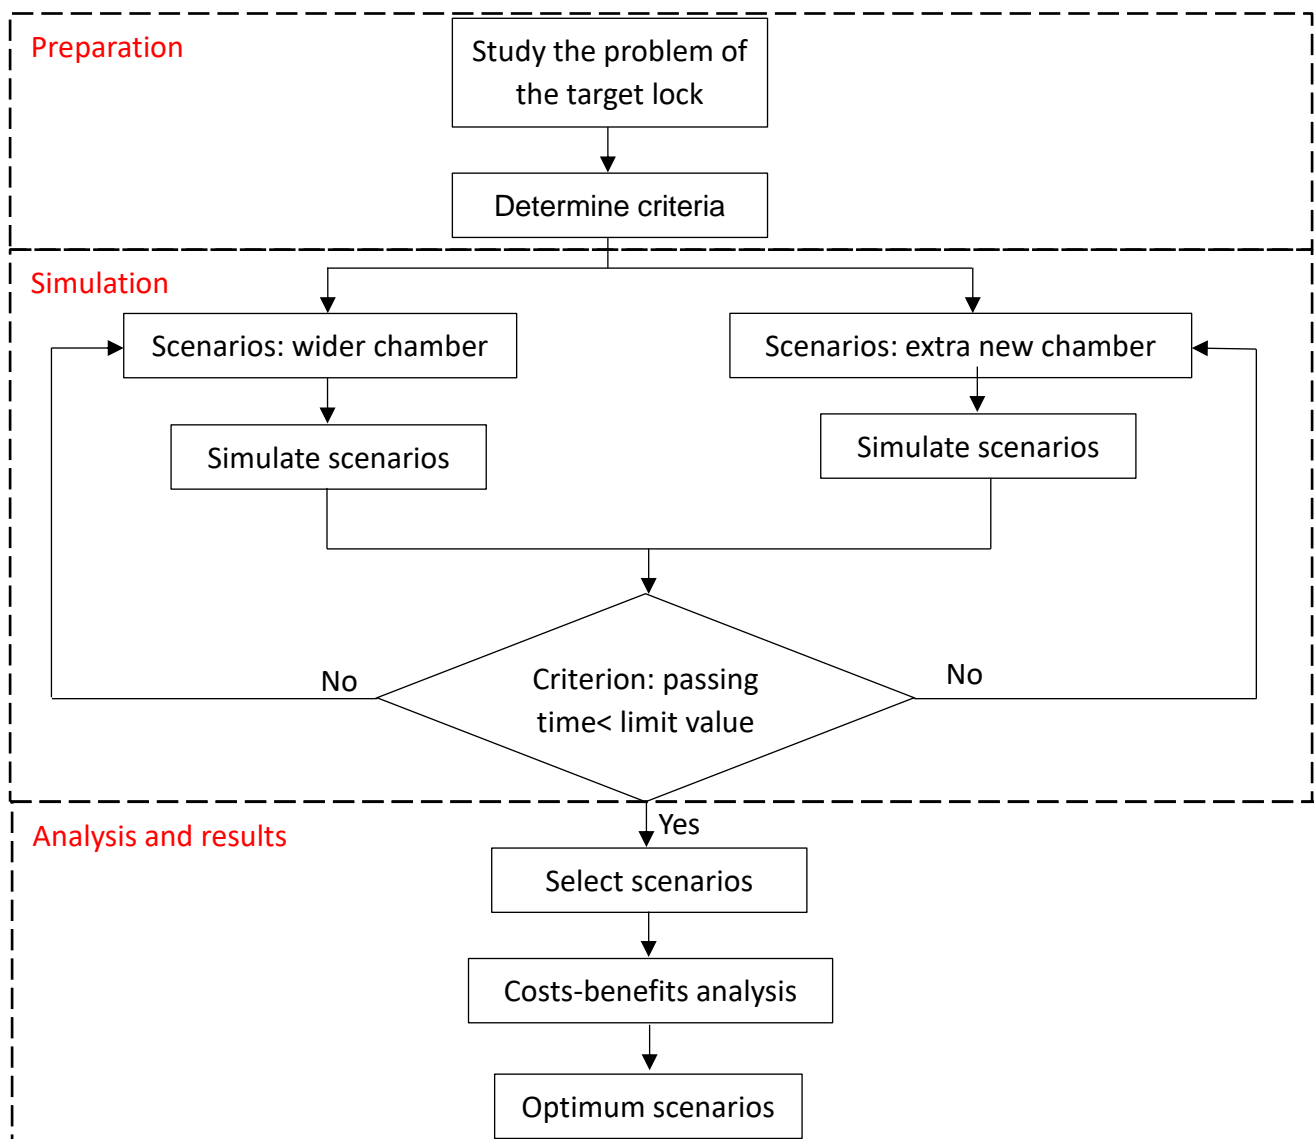 Preparation
Study the problem of
the target lock
Determine criteria
Simulation
Scenarios: wider chamber
Scenarios: extra new chamber
Simulate scenarios
Simulate scenarios
No
Criterion: passing
time< limit value
No
Yes
Analysis and results
Select scenarios
Costs-benefits analysis
Optimum scenarios